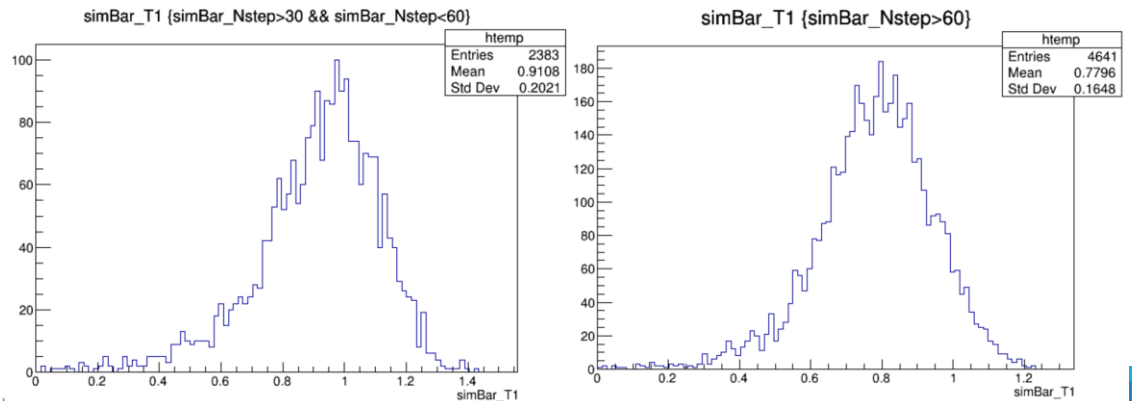 simBar_T1 {simBar_Nstep>30 && simBar_Nstep<60}
htemp
Entries 2383
Mean 0.9108
Std Dev 0.2021
100
80
60
40
20
0
0 0.2 0.4 0.6 0.8 1 1.2 1.4
simBar_T1
simBar_T1 {simBar_Nstep>60}
htemp
Entries 4641
Mean 0.7796
Std Dev 0.1648
180
160
140
120
100
80
60
40
20
0
0 0.2 0.4 0.6 0.8 1 1.2
simBar_T1